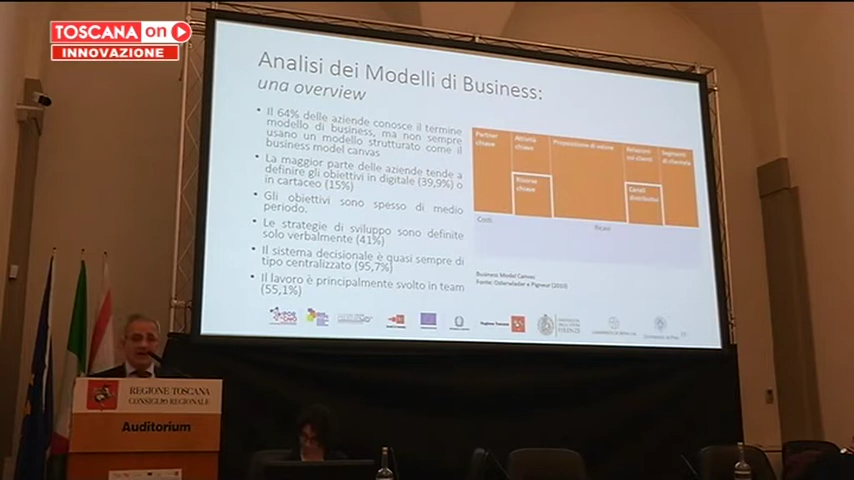 TOSCANA on
INNOVAZIONE
Analisi dei Modelli di Business:
una overview
• Il 64% delle aziende conosce il termine
modello di business, ma non sempre
usano un modello strutturato come il
business model canvas
• La maggior parte delle aziende tende a
definire gli obiettivi in digitale (39,9%) o
in cartaceo (15%)
• Gli obiettivi sono spesso di medio
periodo.
• Le strategie di sviluppo sono definite
solo verbalmente (41%)
• Il sistema decisionale è quasi sempre di
tipo centralizzato (95,7%)
• Il lavoro è principalmente svolto in team
(55,1%)
Partner
chiave
Attività
chiave
Risorse
chiave
Proposizione di valore
Relazioni
coi clienti
Canali
distributivi
Segmenti
di clientela
Costi
Ricavi
Business Model Canvas
Fonte: Osterwalder e Pigneur (2010)
Regione Toscana
FIRENZE
REGIONE TOSCANA
CONSIGLIO REGIONALE
Auditorium